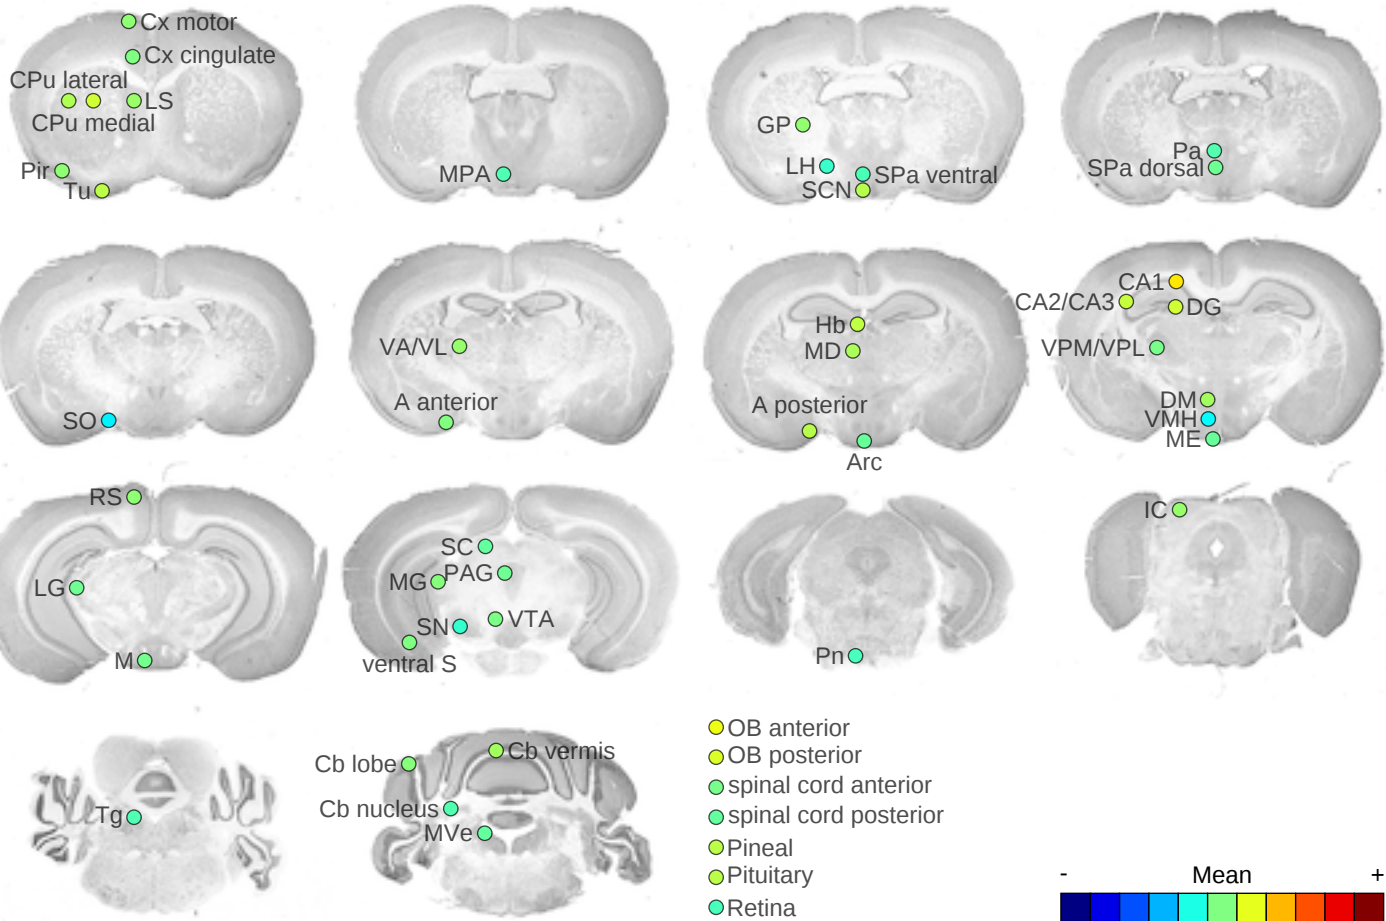 Cx motor
Cx cingulate
CPu lateral
LS
CPu medial
Pir
Tu
MPA
GP
LH
SPa ventral
SCN
Pa
SPa dorsal
SO
VA/VL
A anterior
Hb
MD
A posterior
Arc
CA1
CA2/CA3
DG
VPM/VPL
DM
VMH
ME
RS
LG
M
SC
MG
PAG
SN
VTA
ventral S
Pn
IC
Tg
Cb lobe
Cb vermis
Cb nucleus
MVe
OB anterior
OB posterior
spinal cord anterior
spinal cord posterior
Pineal
Pituitary
Retina
- Mean +